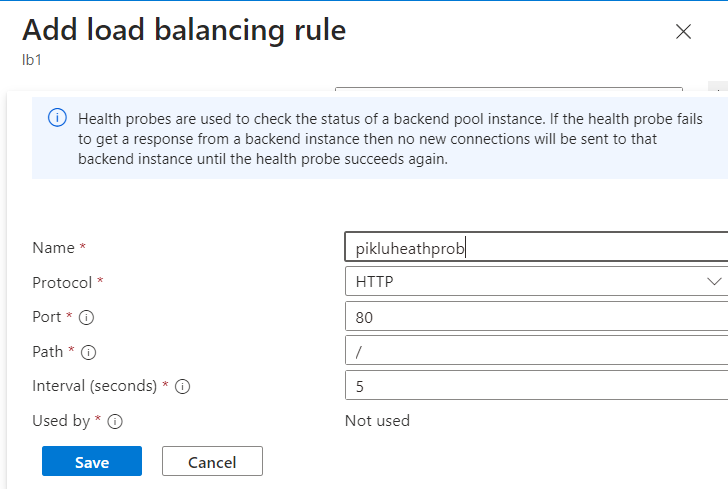 Add load balancing rule
lb1
Health probes are used to check the status of a backend pool instance. If the health probe fails
to get a response from a backend instance then no new connections will be sent to that
backend instance until the health probe succeeds again.
Name *
pikluheathprob
Protocol *
HTTP
Port *
80
Path *
/
Interval (seconds) *
5
Used by *
Not used
Save
Cancel